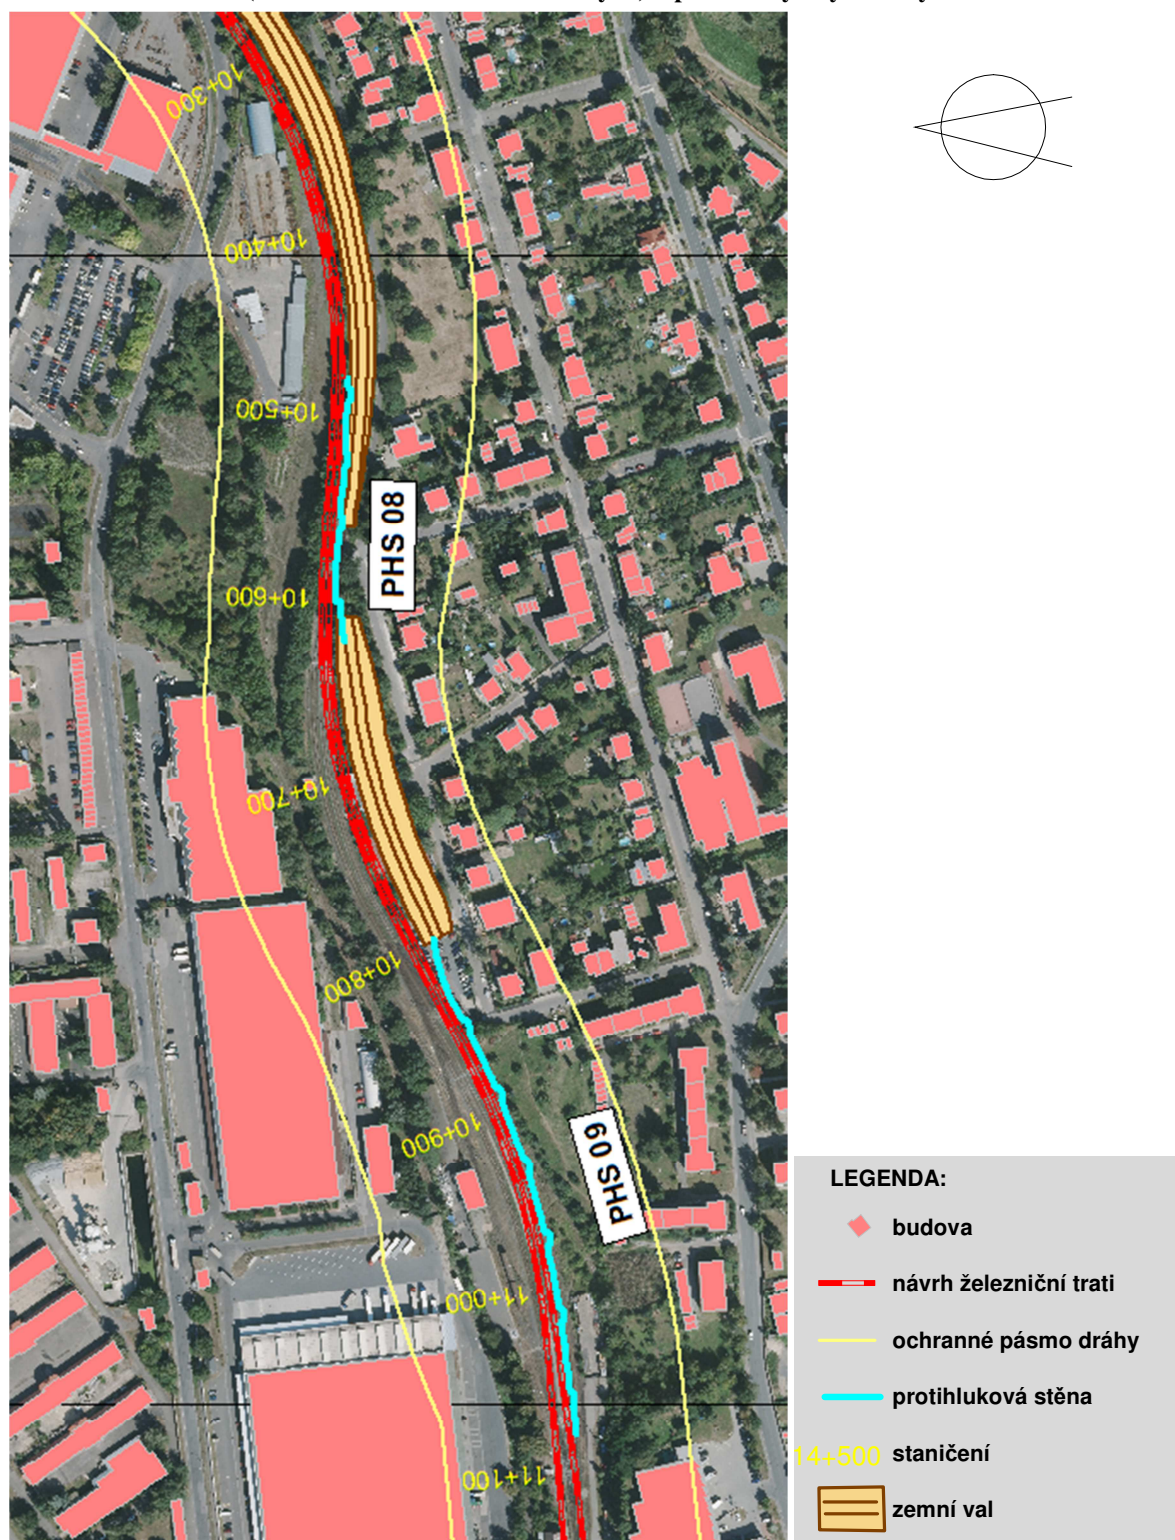 10+300
10+400
10+500
PHS 08
10+600
10+700
10+800
10+900
PHS 09
11+000
11+100
LEGENDA:
budova
návrh železniční trati
ochranné pásmo dráhy
protihluková stěna
14+500 staničení
zemní val